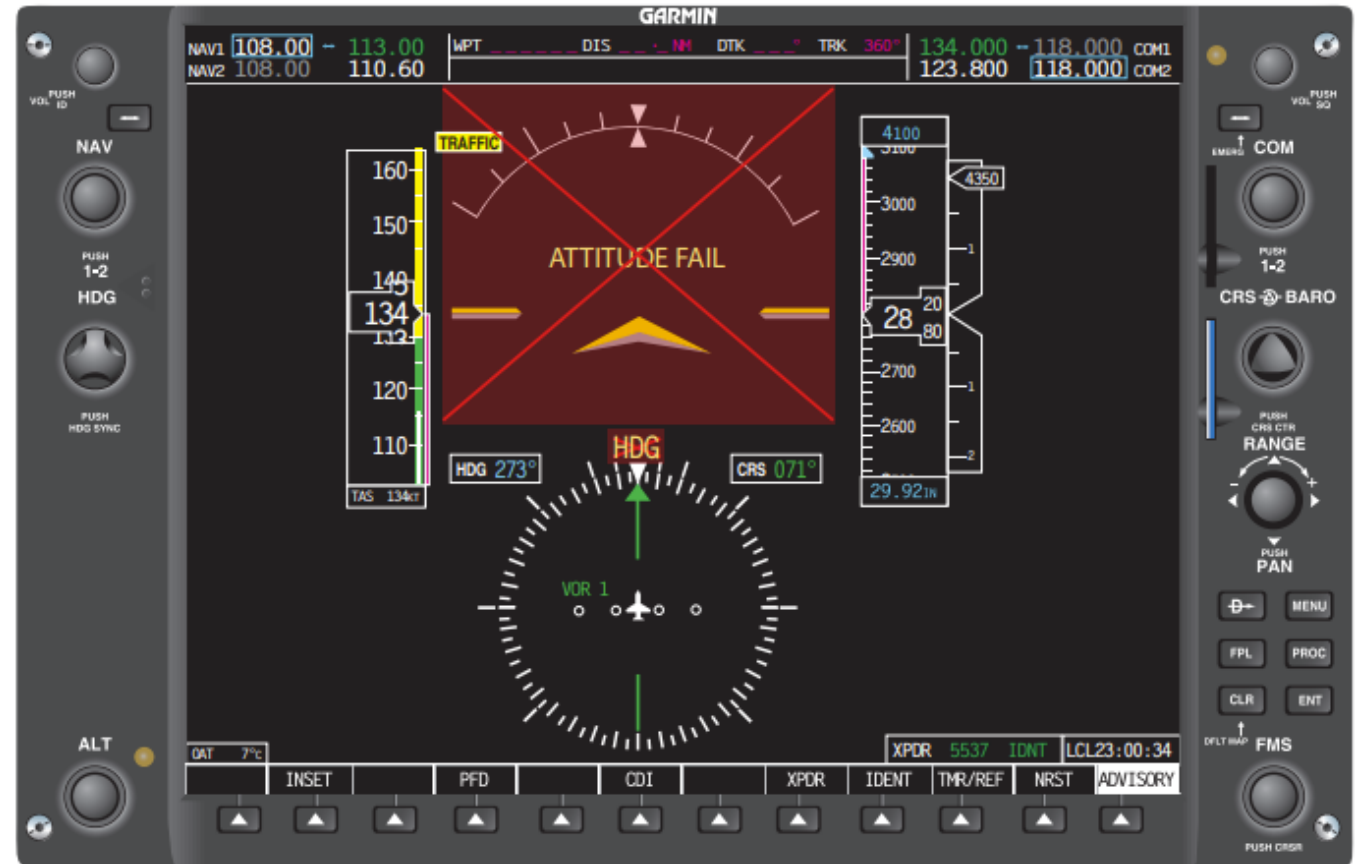 GARMIN
NAV1 108.00 ↔ 113.00 WPT _ _ _ _ _ _ DIS _ _._ NM DTK _ _ _° TRK 360° 134.000 ↔ 118.000 COM1
NAV2 108.00 110.60 123.800 118.000 COM2
VOL PUSH ID
VOL PUSH SQ
NAV
EMERG COM
PUSH 1-2
PUSH 1-2
HDG
CRS BARO
PUSH HDG SYNC
PUSH CRS CTR
RANGE
- +
PUSH PAN
MENU
FPL PROC
CLR ENT
DFLT MAP FMS
PUSH CRSR
ALT
TRAFFIC
160
150
140
134
120
110
TAS 134KT
ATTITUDE FAIL
4100
3100
3000
2900
28 20
80
2700
2600
29.92IN
4350
1
1
2
HDG
HDG 273°
CRS 071°
VOR 1
OAT 7°C
XPDR 5537 IDNT LCL23:00:34
INSET PFD CDI XPDR IDENT TMR/REF NRST ADVISORY